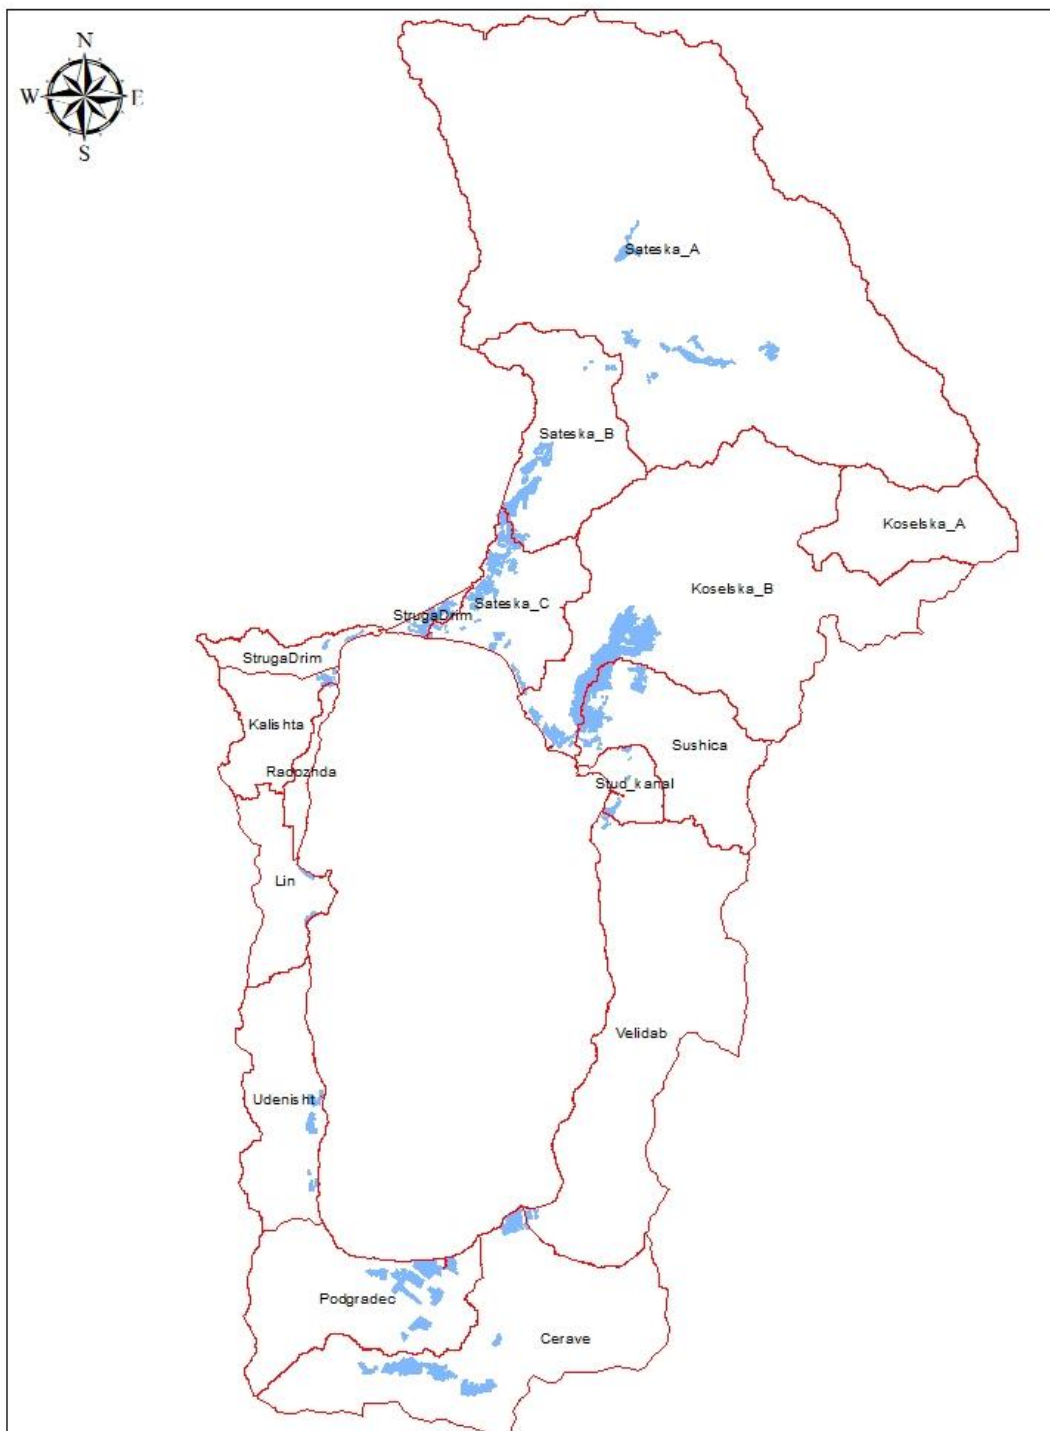 N
W E
S
Sateska_A
Sateska_B
Koselska_A
Koselska_B
Sateska_C
StrugaDrim
StrugaDrim
Kalishta
Sushica
Radozhda
Stud_kanal
Lin
Velidab
Udenisht
Podgradec
Cerave